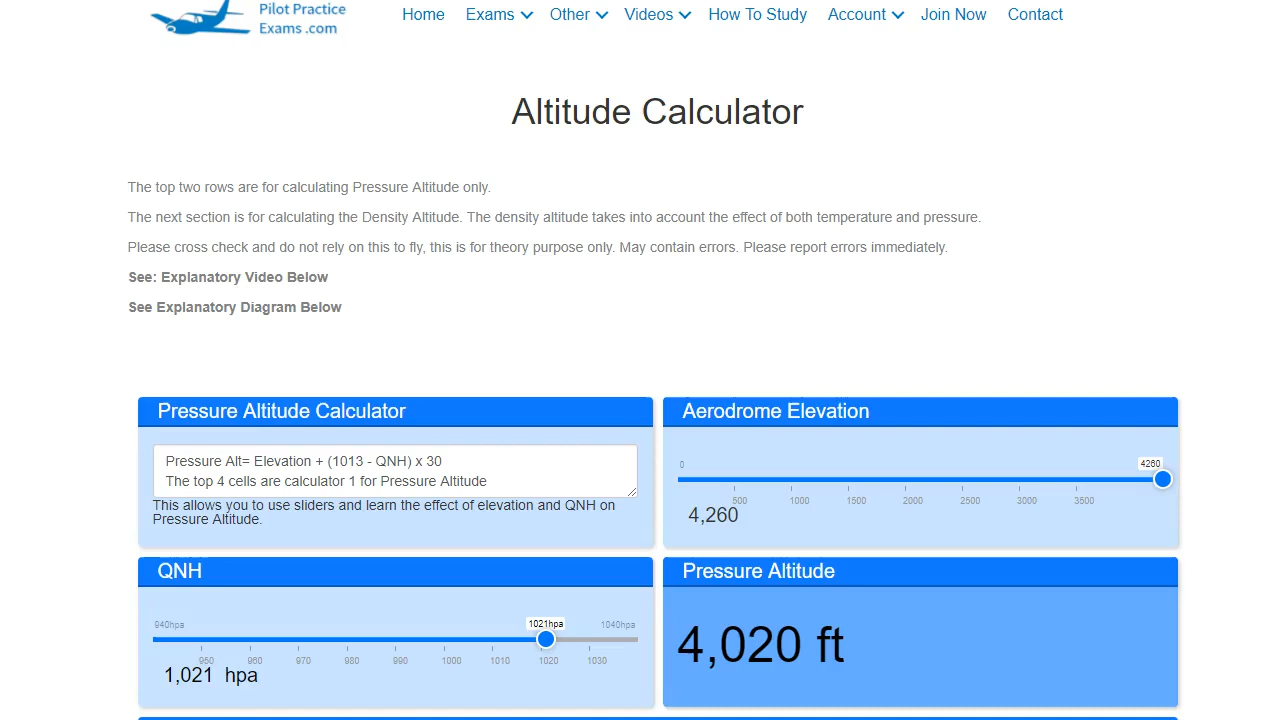 Pilot Practice
Exams .com
Home Exams Other Videos How To Study Account Join Now Contact
Altitude Calculator
The top two rows are for calculating Pressure Altitude only.
The next section is for calculating the Density Altitude. The density altitude takes into account the effect of both temperature and pressure.
Please cross check and do not rely on this to fly, this is for theory purpose only. May contain errors. Please report errors immediately.
See: Explanatory Video Below
See Explanatory Diagram Below
Pressure Altitude Calculator
Pressure Alt= Elevation + (1013 - QNH) x 30
The top 4 cells are calculator 1 for Pressure Altitude
This allows you to use sliders and learn the effect of elevation and QNH on
Pressure Altitude.
Aerodrome Elevation
0 4260
500 1000 1500 2000 2500 3000 3500
4,260
QNH
940hpa 1021hpa 1040hpa
950 960 970 980 990 1000 1010 1020 1030
1,021 hpa
Pressure Altitude
4,020 ft